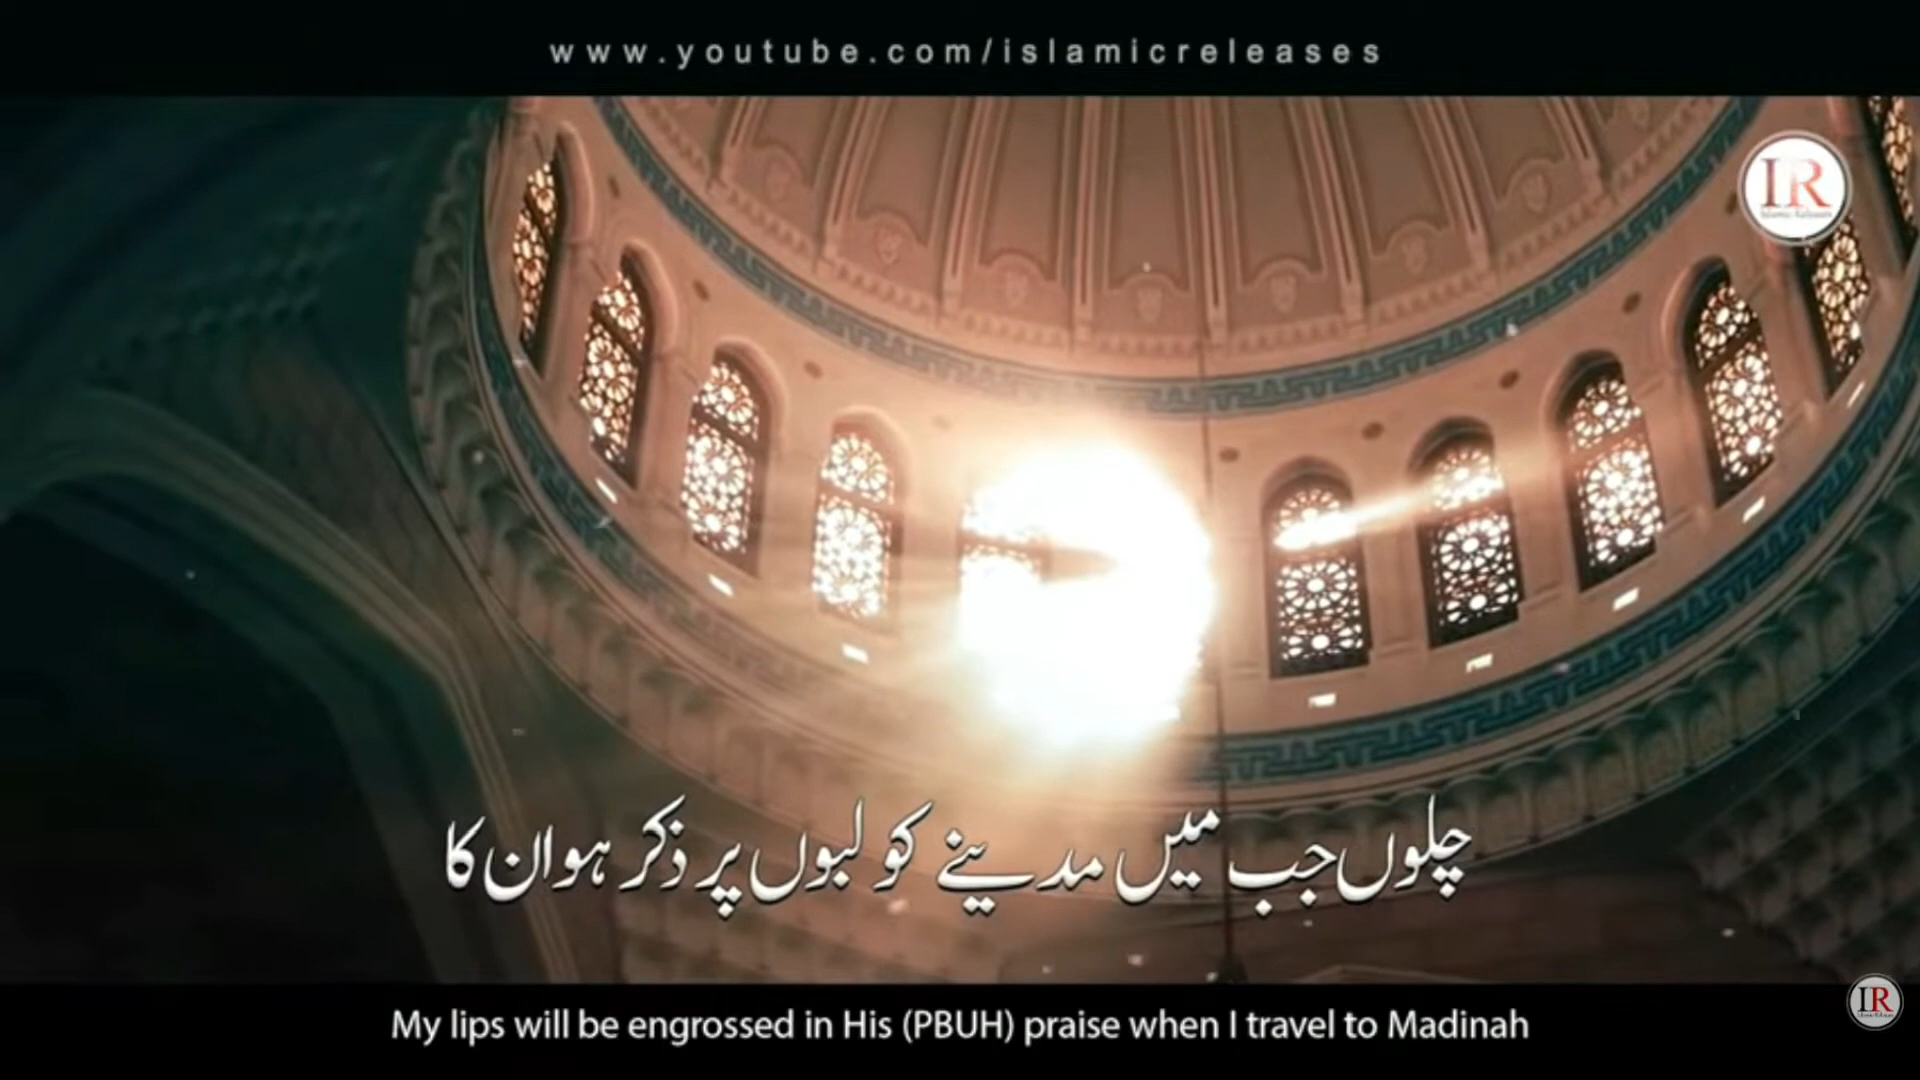 www.youtube.com/islamicreleases
IR
چلوں جب میں مدینے کو لبوں پر ذکر ہو ان کا
IR
My lips will be engrossed in His (PBUH) praise when I travel to Madinah